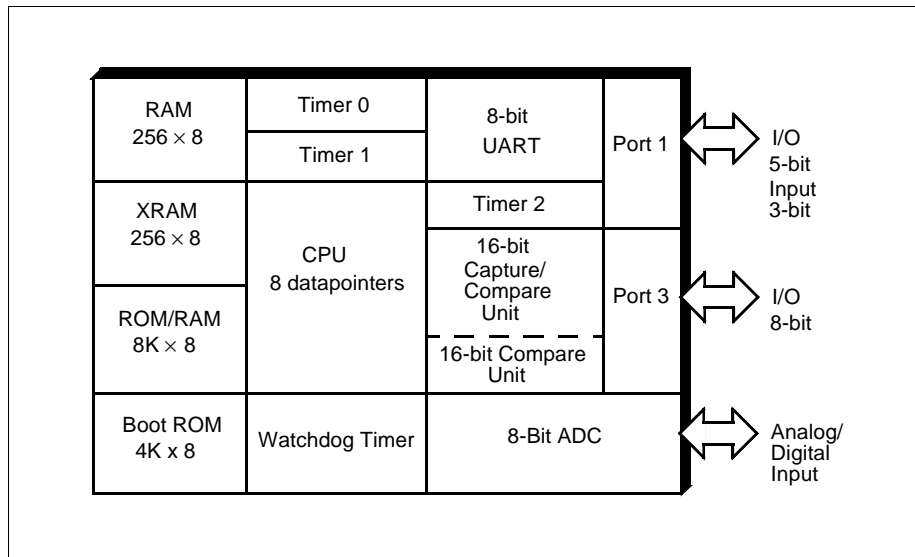 RAM
256 × 8
Timer 0
Timer 1
8-bit
UART
Port 1
I/O
5-bit
Input
3-bit
XRAM
256 × 8
CPU
8 datapointers
Timer 2
16-bit
Capture/
Compare
Unit
Port 3
I/O
8-bit
ROM/RAM
8K × 8
16-bit Compare
Unit
Boot ROM
4K x 8
Watchdog Timer
8-Bit ADC
Analog/
Digital
Input